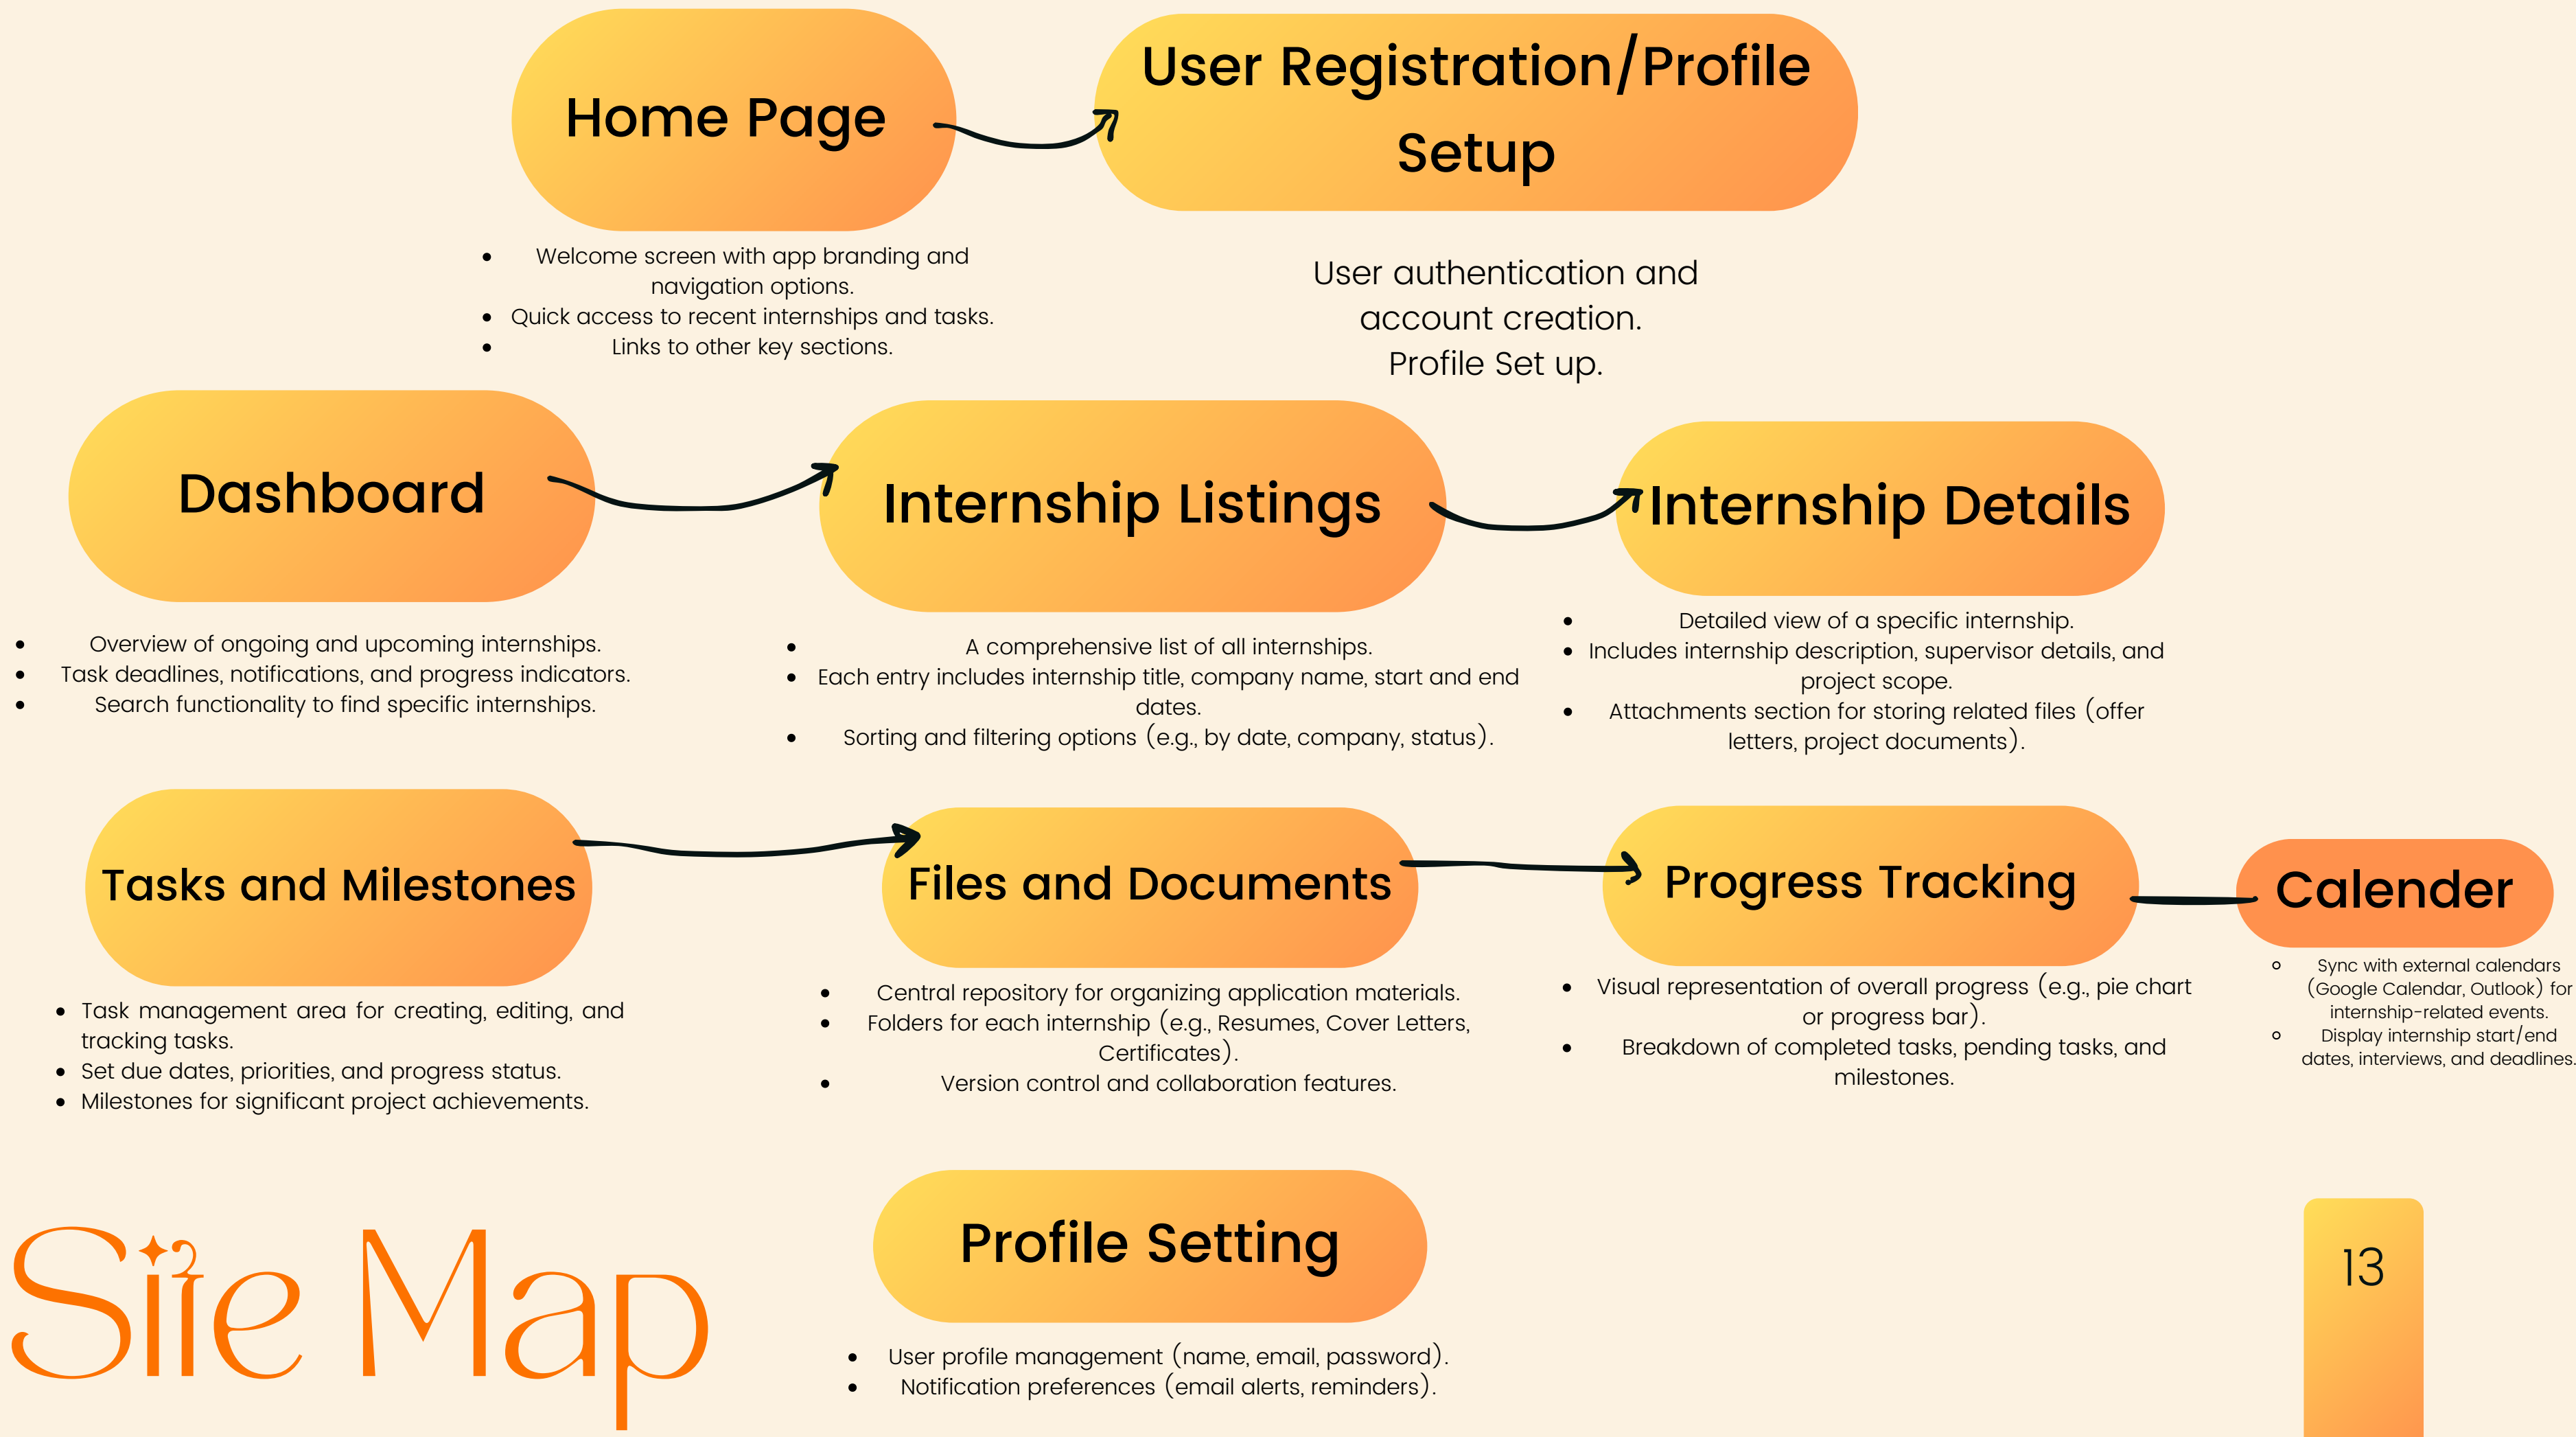 Home Page
User Registration/Profile
Setup
• Welcome screen with app branding and
navigation options.
• Quick access to recent internships and tasks.
• Links to other key sections.
User authentication and
account creation.
Profile Set up.
Dashboard
Internship Listings
Internship Details
• Overview of ongoing and upcoming internships.
• Task deadlines, notifications, and progress indicators.
• Search functionality to find specific internships.
• A comprehensive list of all internships.
• Each entry includes internship title, company name, start and end
dates.
• Sorting and filtering options (e.g., by date, company, status).
• Detailed view of a specific internship.
• Includes internship description, supervisor details, and
project scope.
• Attachments section for storing related files (offer
letters, project documents).
Tasks and Milestones
Files and Documents
Progress Tracking
Calender
• Task management area for creating, editing, and
tracking tasks.
• Set due dates, priorities, and progress status.
• Milestones for significant project achievements.
• Central repository for organizing application materials.
• Folders for each internship (e.g., Resumes, Cover Letters,
Certificates).
• Version control and collaboration features.
• Visual representation of overall progress (e.g., pie chart
or progress bar).
• Breakdown of completed tasks, pending tasks, and
milestones.
◦ Sync with external calendars
(Google Calendar, Outlook) for
internship-related events.
◦ Display internship start/end
dates, interviews, and deadlines.
Site Map
Profile Setting
• User profile management (name, email, password).
• Notification preferences (email alerts, reminders).
13